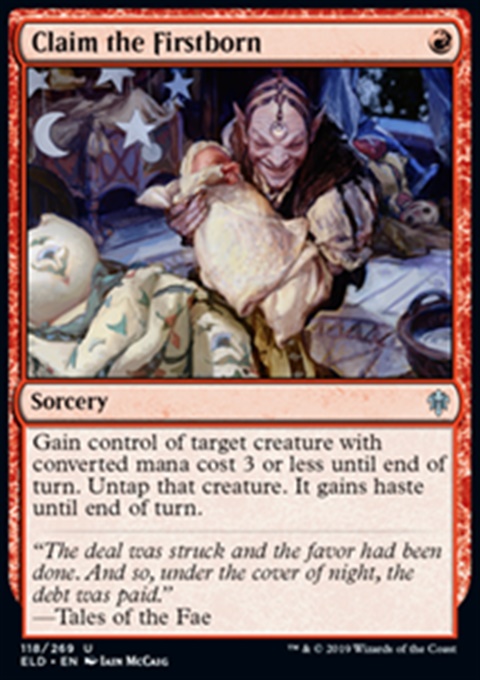 Claim the Firstborn
Sorcery
Gain control of target creature with
converted mana cost 3 or less until end of
turn. Untap that creature. It gains haste
until end of turn.
“The deal was struck and the favor had been
done. And so, under the cover of night, the
debt was paid.”
—Tales of the Fae
118/269 U
™ & © 2019 Wizards of the Coast
ELD • EN Iain McCaig